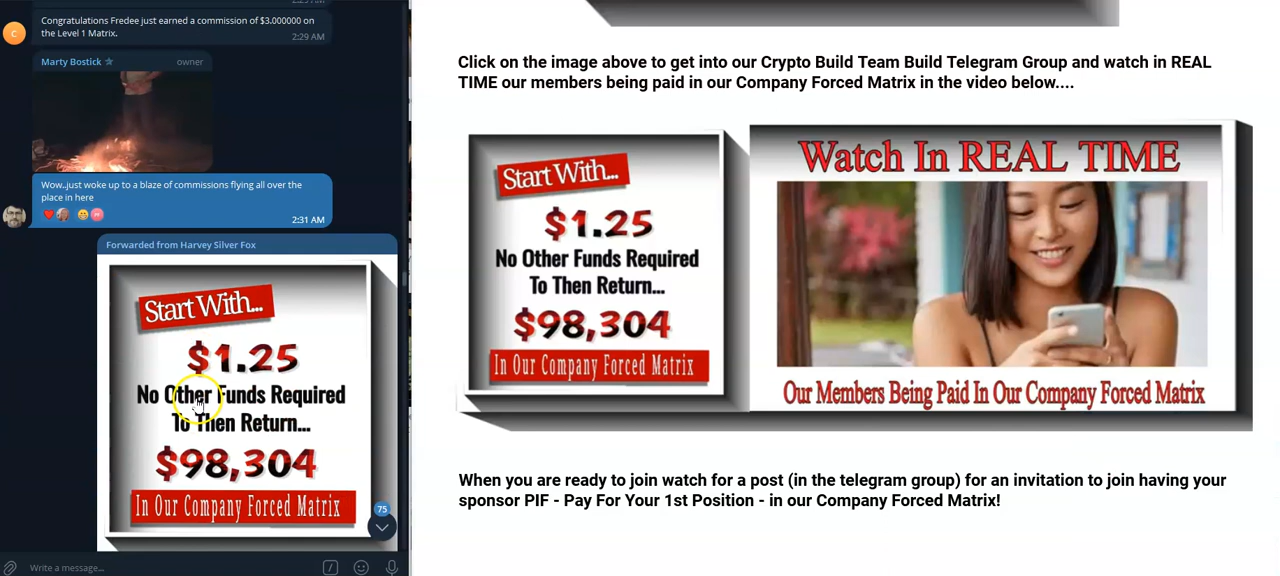 Congratulations Fredee just earned a commission of $3.000000 on
the Level 1 Matrix.
2:29 AM
C
Marty Bostick
owner
Wow..just woke up to a blaze of commissions flying all over the
place in here
2:31 AM
Forwarded from Harvey Silver Fox
Start With...
$1.25
No Other Funds Required
To Then Return...
$98,304
In Our Company Forced Matrix
75
Write a message...
Click on the image above to get into our Crypto Build Team Build Telegram Group and watch in REAL
TIME our members being paid in our Company Forced Matrix in the video below....
Start With...
$1.25
No Other Funds Required
To Then Return...
$98,304
In Our Company Forced Matrix
Watch In REAL TIME
Our Members Being Paid In Our Company Forced Matrix
When you are ready to join watch for a post (in the telegram group) for an invitation to join having your
sponsor PIF - Pay For Your 1st Position - in our Company Forced Matrix!